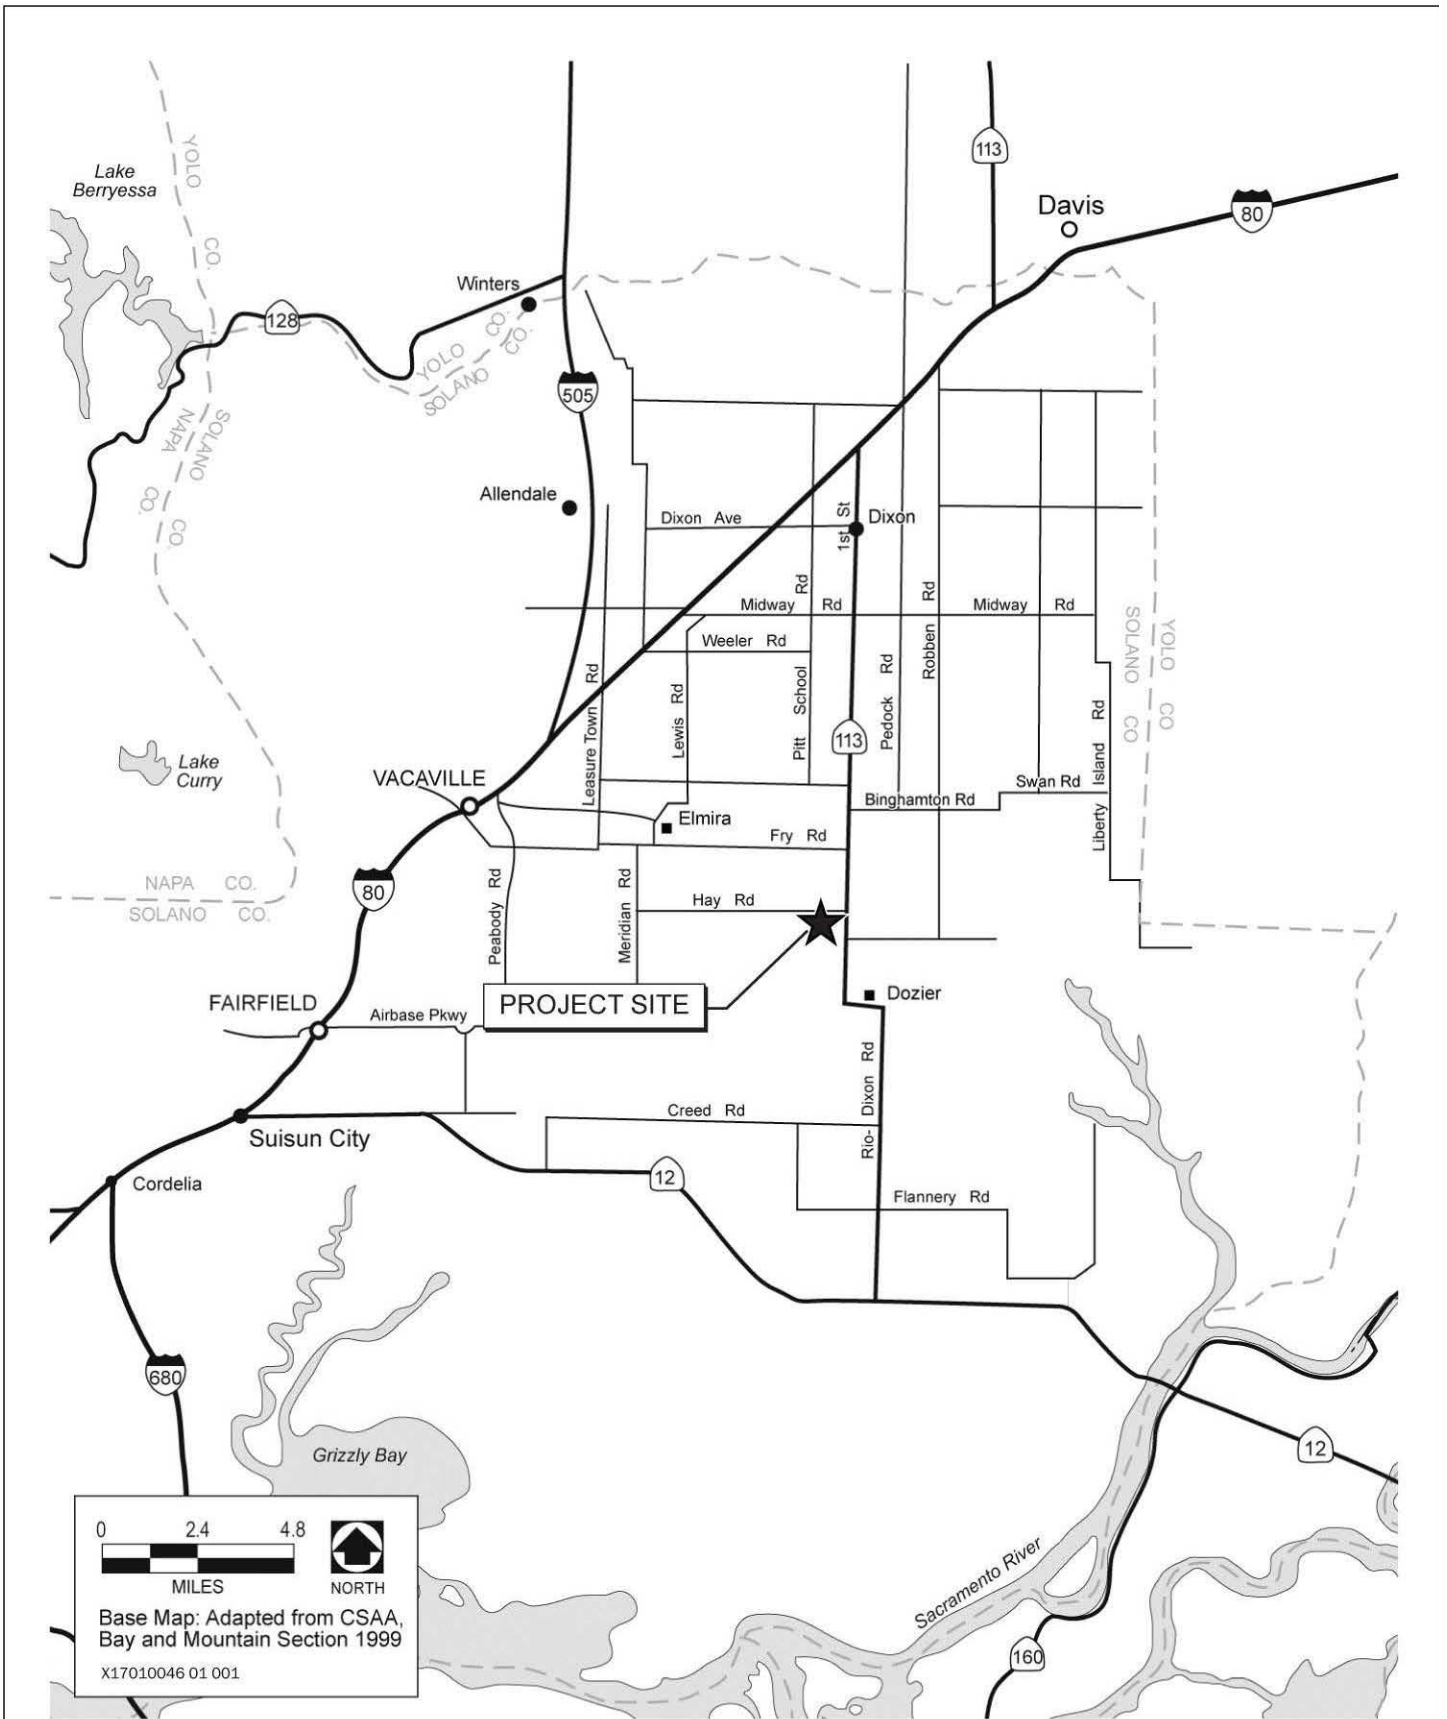 113
Davis
80
Lake
Berryessa
YOLO
CO.
Winters
128
YOLO
CO.
SOLANO
CO.
505
SOLANO
CO.
NAPA
CO.
Allendale
Dixon Ave
1st St
Dixon
Midway Rd
Midway Rd
Weeler Rd
Leasure Town Rd
Lewis Rd
Pitt School Rd
113
Pedock Rd
Robben Rd
Liberty Island Rd
SOLANO CO
YOLO CO
Lake
Curry
VACAVILLE
Swan Rd
Binghamton Rd
Elmira
Fry Rd
80
NAPA CO.
SOLANO CO.
Peabody Rd
Meridian Rd
Hay Rd
PROJECT SITE
Dozier
FAIRFIELD
Airbase Pkwy
Rio- Dixon Rd
Creed Rd
Suisun City
Cordelia
12
Flannery Rd
680
Grizzly Bay
12
Sacramento River
160
0 2.4 4.8
MILES
NORTH
Base Map: Adapted from CSAA,
Bay and Mountain Section 1999
X17010046 01 001